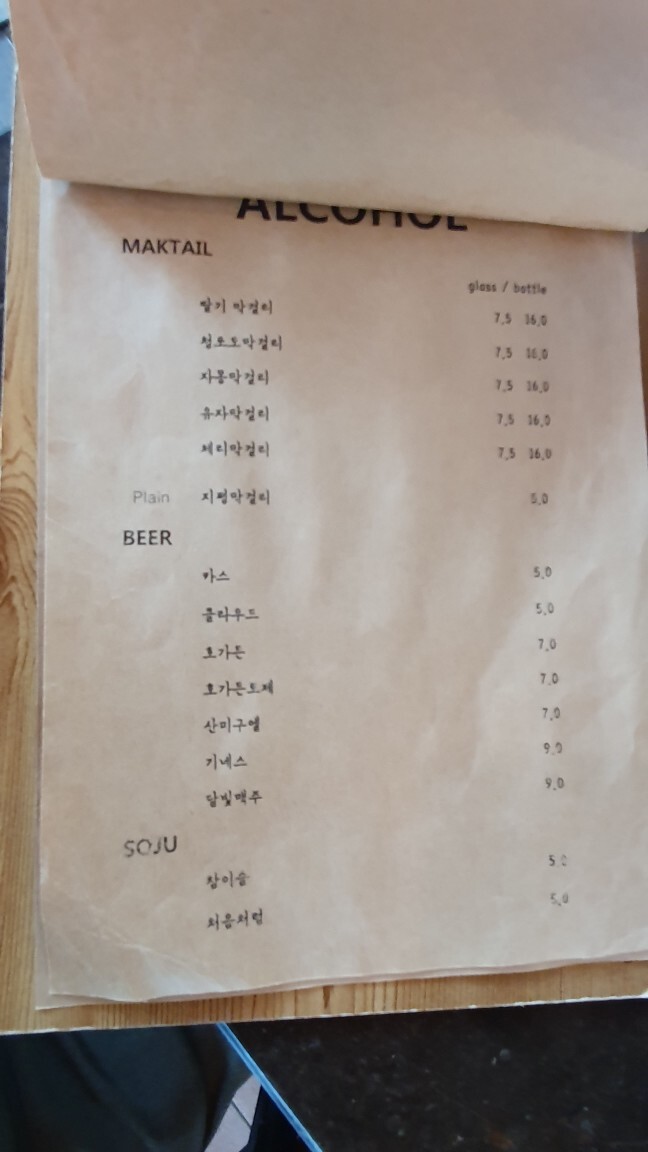 ALCOHOL
MAKTAIL
glass / bottle
딸기 막걸리 7.5 16.0
청포도막걸리 7.5 16.0
자몽막걸리 7.5 16.0
유자막걸리 7.5 16.0
체리막걸리 7.5 16.0
Plain 지평막걸리 5.0
BEER
카스 5.0
클라우드 5.0
호가든 7.0
호가든로제 7.0
산미구엘 7.0
기네스 9.0
달빛맥주 9.0
SOJU
참이슬 5.0
처음처럼 5.0